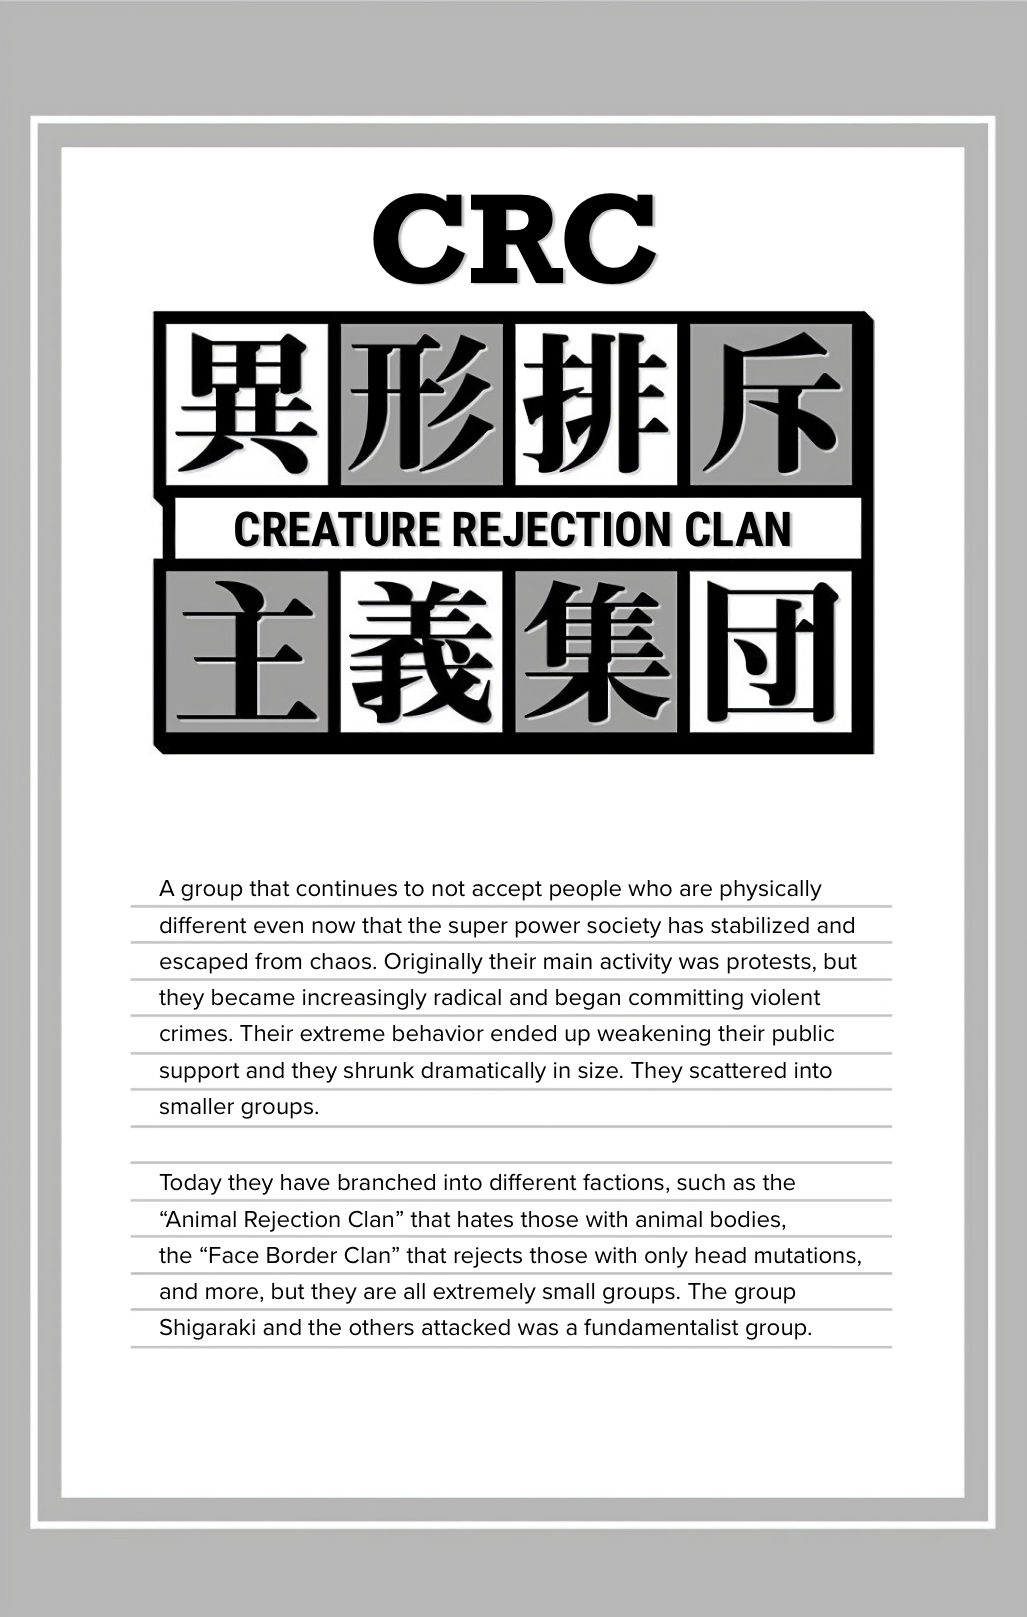 CRC
異形排斥
CREATURE REJECTION CLAN
主義集団
A group that continues to not accept people who are physically
different even now that the super power society has stabilized and
escaped from chaos. Originally their main activity was protests, but
they became increasingly radical and began committing violent
crimes. Their extreme behavior ended up weakening their public
support and they shrunk dramatically in size. They scattered into
smaller groups.
Today they have branched into different factions, such as the
“Animal Rejection Clan” that hates those with animal bodies,
the “Face Border Clan” that rejects those with only head mutations,
and more, but they are all extremely small groups. The group
Shigaraki and the others attacked was a fundamentalist group.